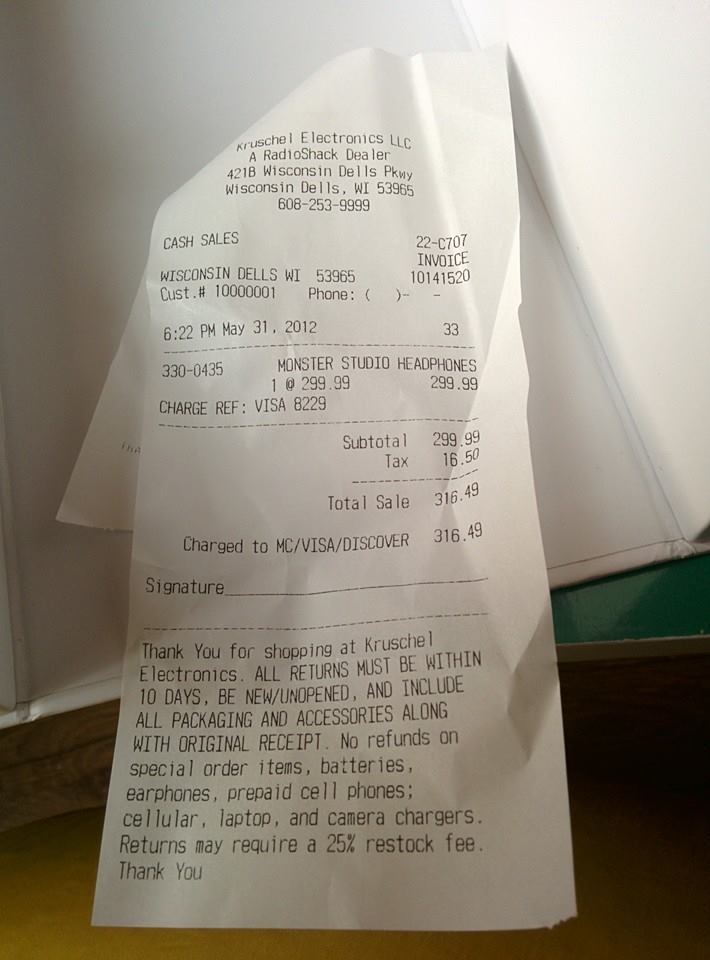 Kruschel Electronics LLC
A RadioShack Dealer
421B Wisconsin Dells Pkwy
Wisconsin Dells, WI 53965
608-253-9999
CASH SALES 22-C707
INVOICE
WISCONSIN DELLS WI 53965 10141520
Cust.# 10000001 Phone: ( )- -
6:22 PM May 31, 2012 33
330-0435 MONSTER STUDIO HEADPHONES
1 @ 299.99 299.99
CHARGE REF: VISA 8229
Subtotal 299.99
Tax 16.50
Total Sale 316.49
Charged to MC/VISA/DISCOVER 316.49
Signature
Thank You for shopping at Kruschel
Electronics. ALL RETURNS MUST BE WITHIN
10 DAYS, BE NEW/UNOPENED, AND INCLUDE
ALL PACKAGING AND ACCESSORIES ALONG
WITH ORIGINAL RECEIPT. No refunds on
special order items, batteries,
earphones, prepaid cell phones;
cellular, laptop, and camera chargers.
Returns may require a 25% restock fee.
Thank You